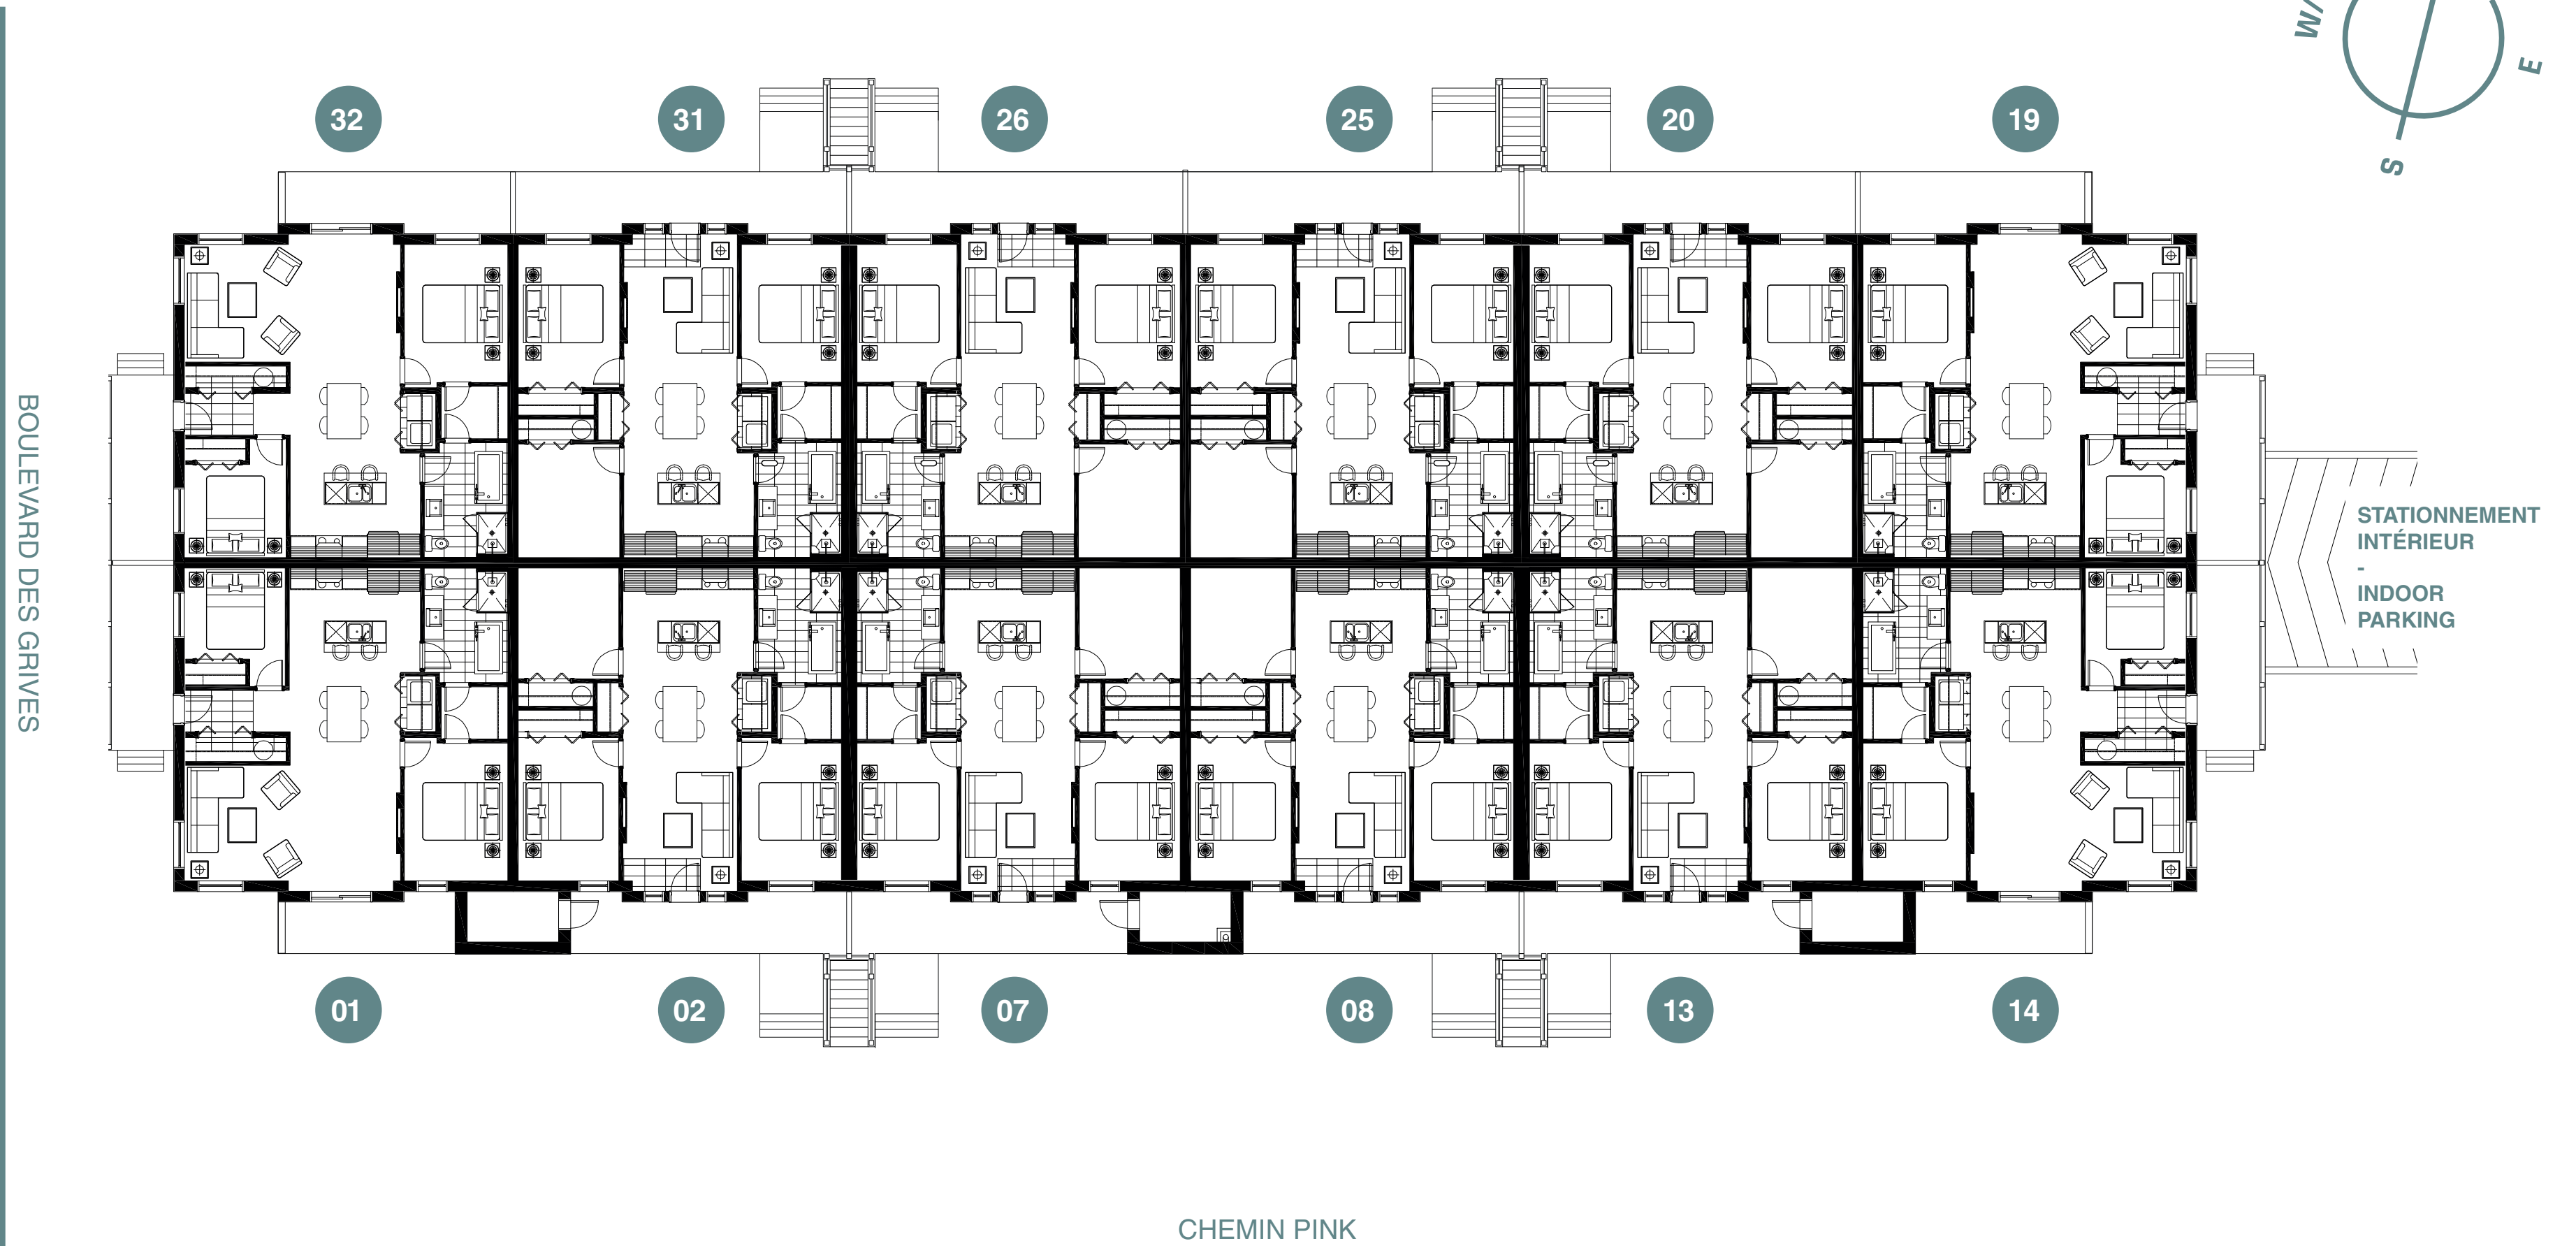 W/
E
S
32
31
26
25
20
19
BOULEVARD DES GRIVES
STATIONNEMENT
INTÉRIEUR
-
INDOOR
PARKING
01
02
07
08
13
14
CHEMIN PINK